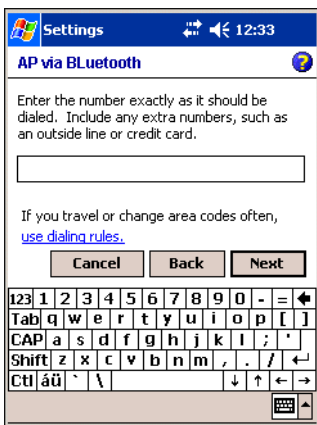 Settings 12:33
AP via BLuetooth
Enter the number exactly as it should be
dialed. Include any extra numbers, such as
an outside line or credit card.
If you travel or change area codes often,
use dialing rules.
Cancel Back Next
123 1 2 3 4 5 6 7 8 9 0 - =
Tab q w e r t y u i o p [ ]
CAP a s d f g h j k l ; '
Shift z x c v b n m , . /
Ctl áü ` \